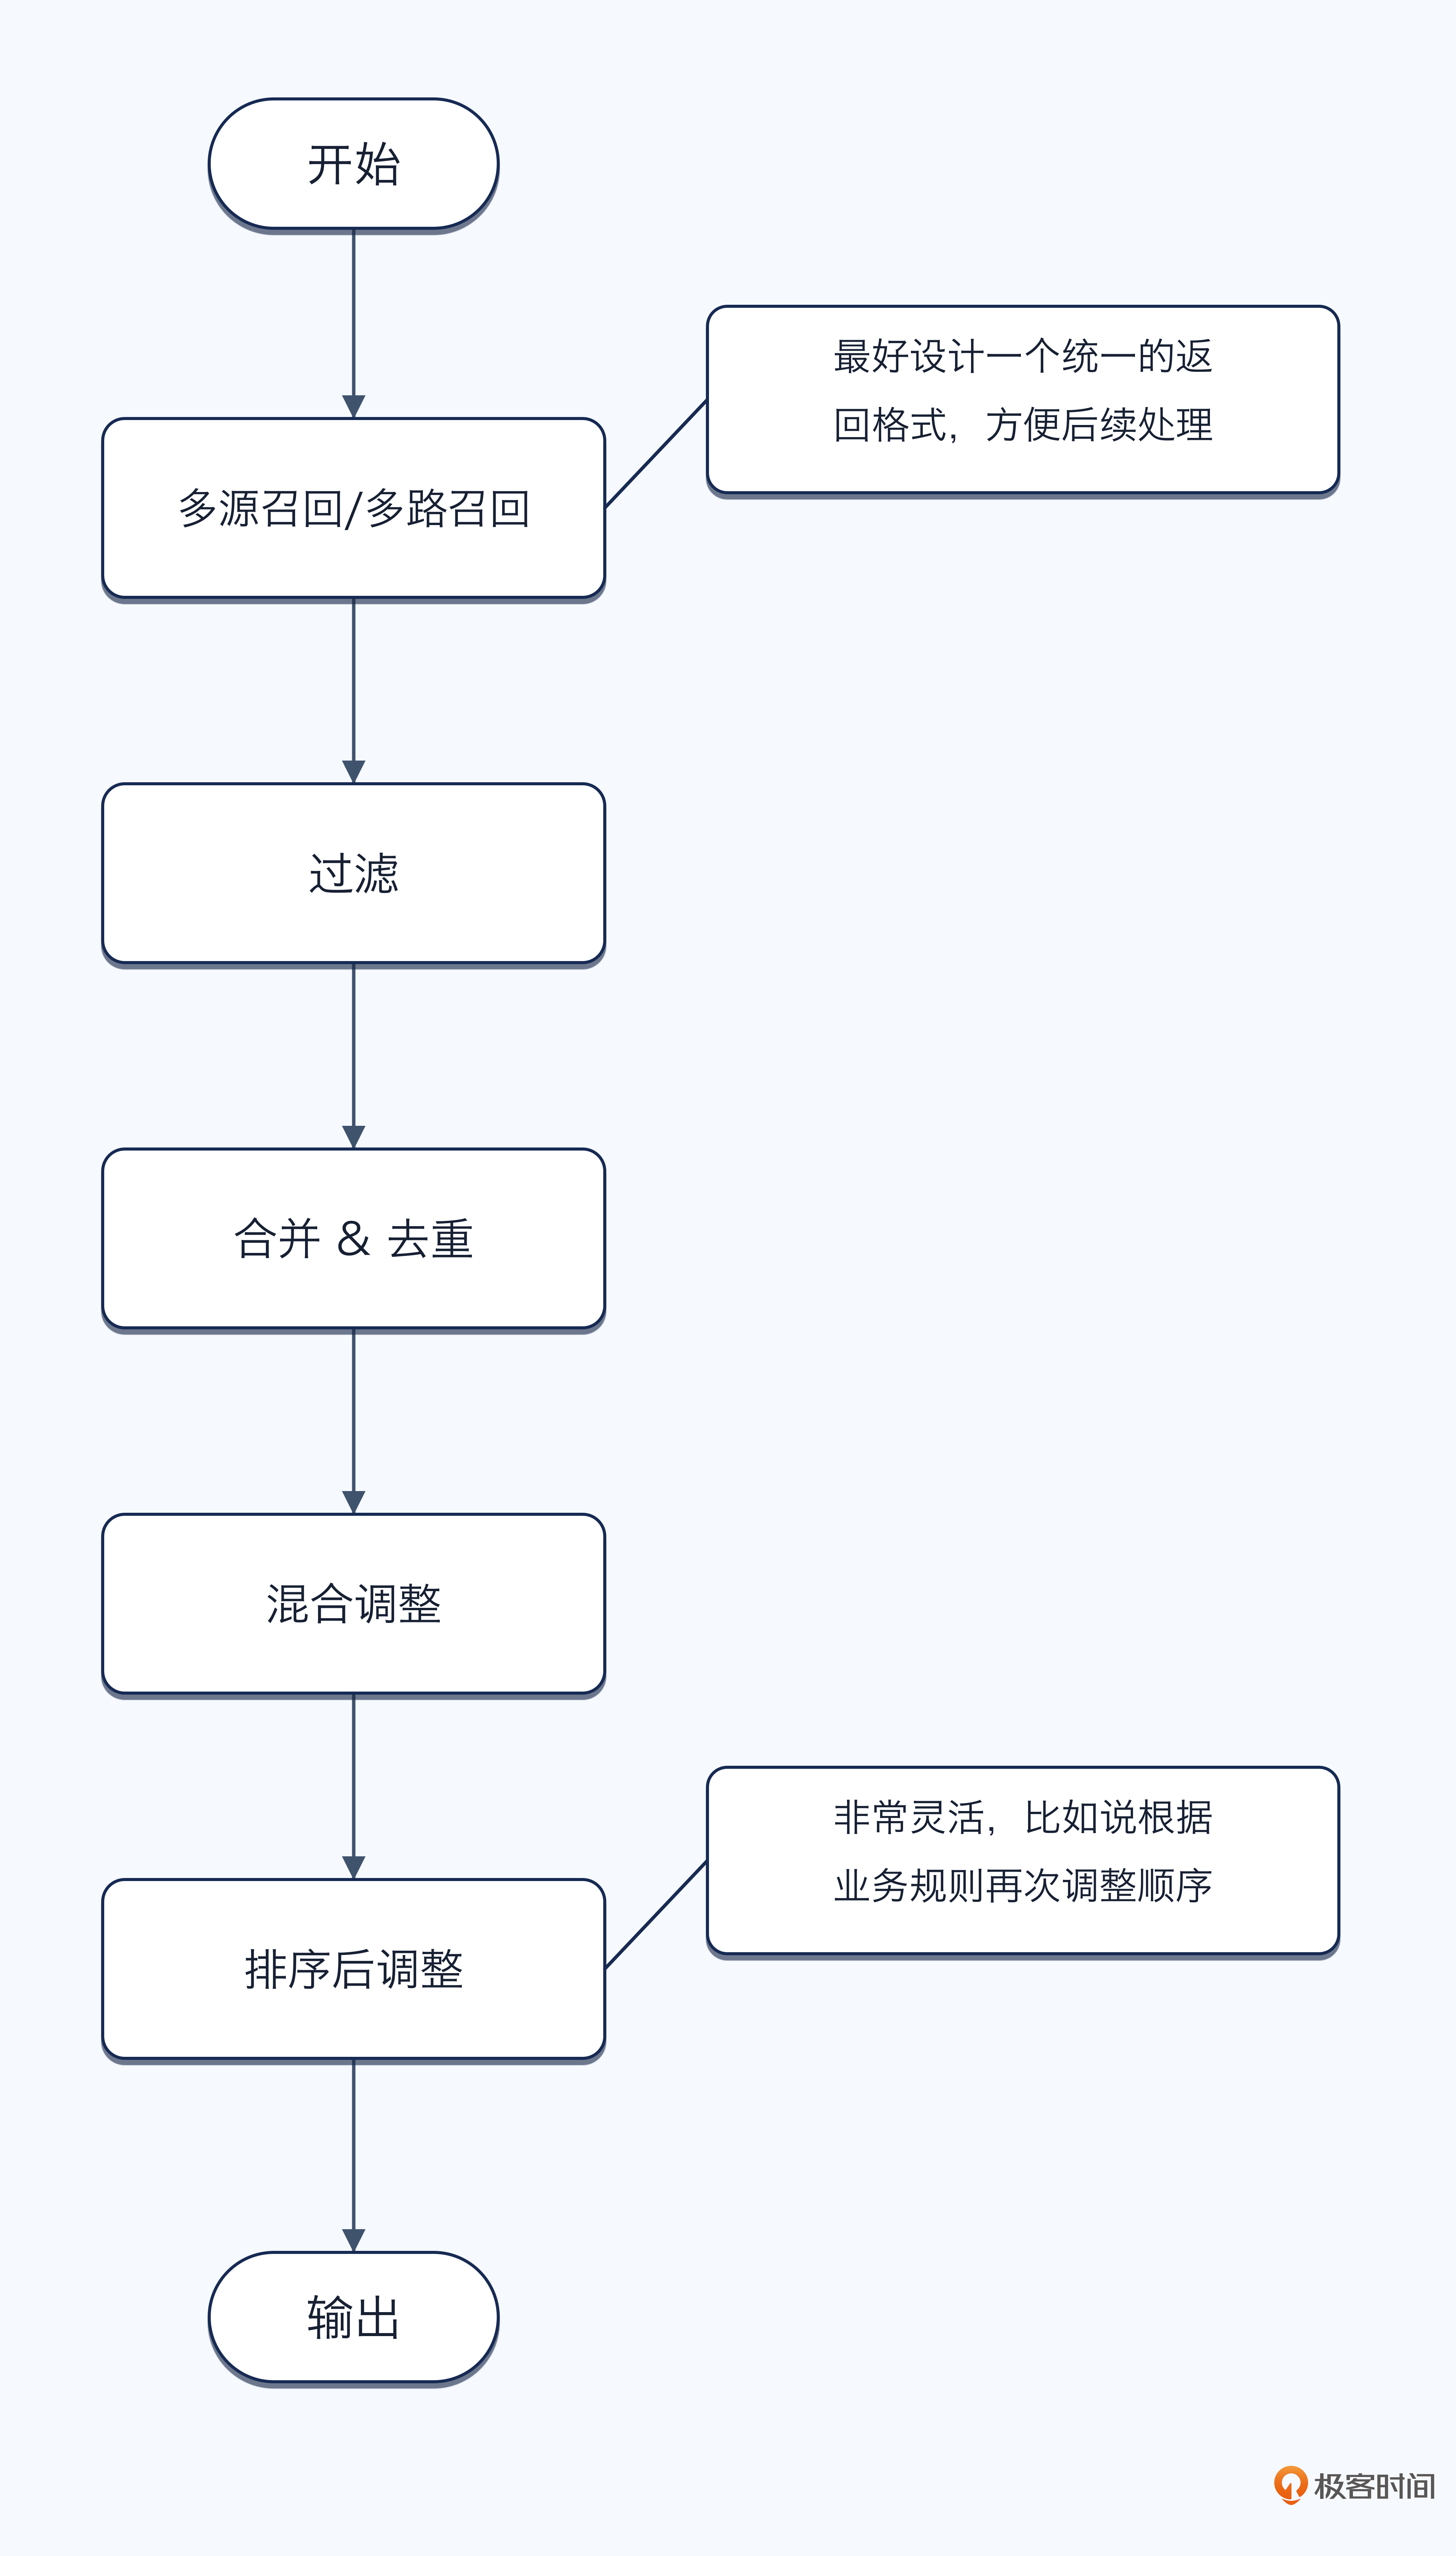 开始
最好设计一个统一的返
回格式，方便后续处理
多源召回/多路召回
过滤
合并 & 去重
混合调整
非常灵活，比如说根据
业务规则再次调整顺序
排序后调整
输出
极客时间